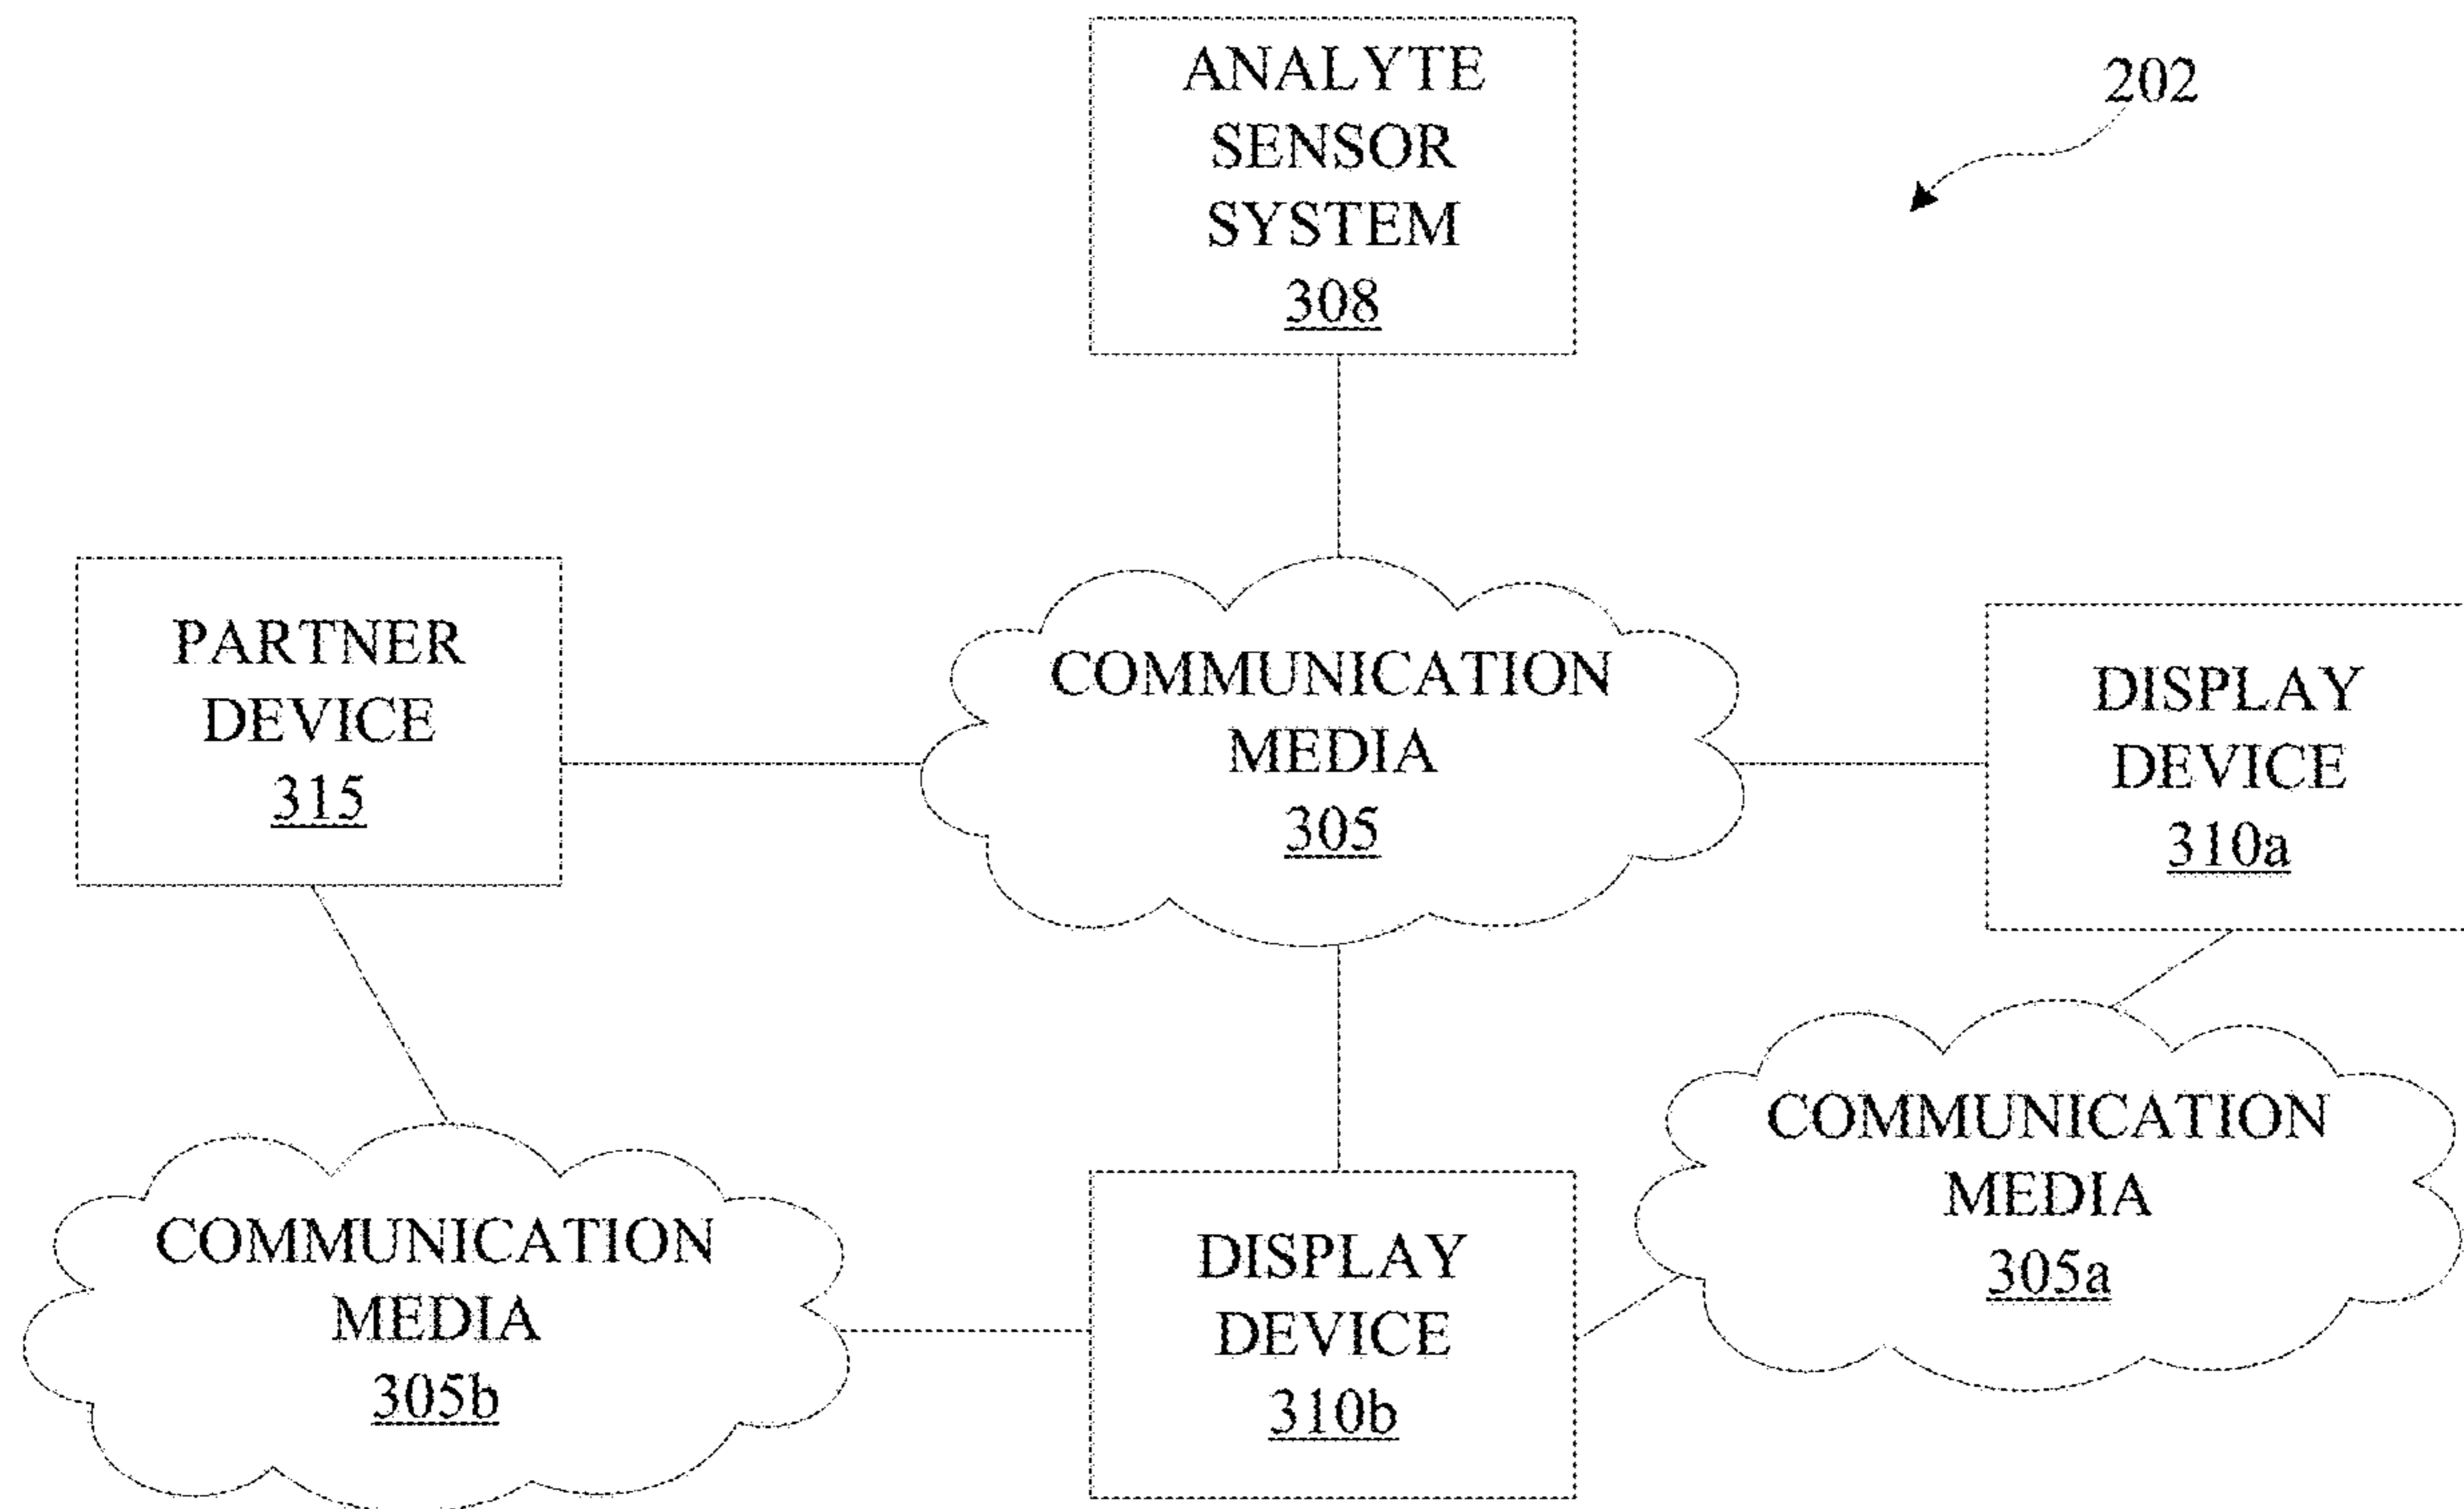 ANALYTE
SENSOR
SYSTEM
308
202
PARTNER
DEVICE
315
COMMUNICATION
MEDIA
305
DISPLAY
DEVICE
310a
COMMUNICATION
MEDIA
305a
COMMUNICATION
MEDIA
305b
DISPLAY
DEVICE
310b